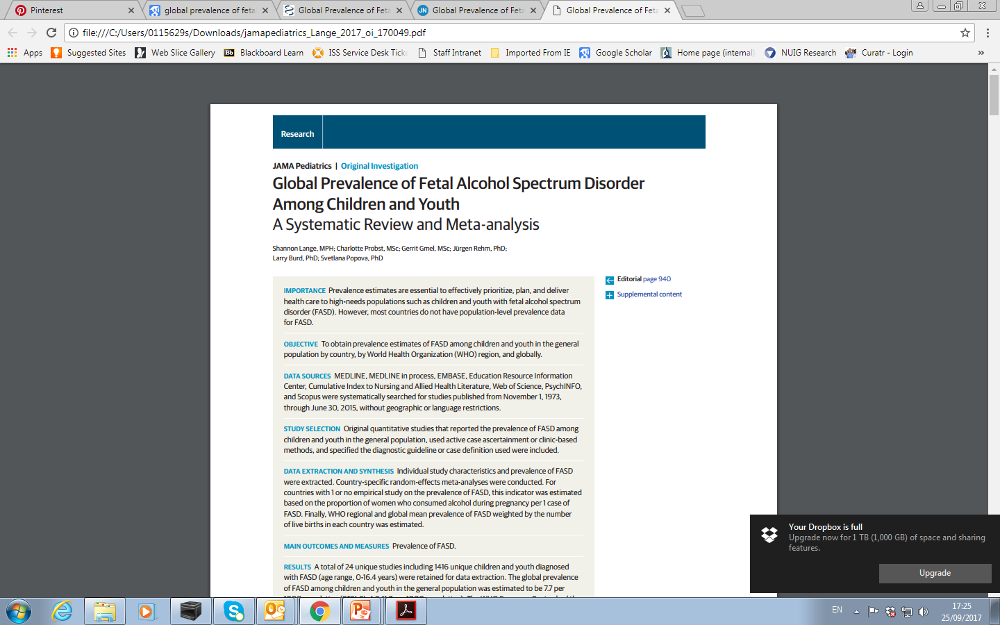 Pinterest
global prevalence of feta
Global Prevalence of Feta
JN Global Prevalence of Feta
Global Prevalence of Feta
file:///C:/Users/0115629s/Downloads/jamapediatrics_Lange_2017_oi_170049.pdf
Apps Suggested Sites Web Slice Gallery Bb Blackboard Learn ISS Service Desk Ticke Staff Intranet Imported From IE Google Scholar Home page (internal) NUIG Research Curatr - Login »
Research
JAMA Pediatrics | Original Investigation
Global Prevalence of Fetal Alcohol Spectrum Disorder
Among Children and Youth
A Systematic Review and Meta-analysis
Shannon Lange, MPH; Charlotte Probst, MSc; Gerrit Gmel, MSc; Jürgen Rehm, PhD;
Larry Burd, PhD; Svetlana Popova, PhD
IMPORTANCE Prevalence estimates are essential to effectively prioritize, plan, and deliver
health care to high-needs populations such as children and youth with fetal alcohol spectrum
disorder (FASD). However, most countries do not have population-level prevalence data
for FASD.
OBJECTIVE To obtain prevalence estimates of FASD among children and youth in the general
population by country, by World Health Organization (WHO) region, and globally.
DATA SOURCES MEDLINE, MEDLINE in process, EMBASE, Education Resource Information
Center, Cumulative Index to Nursing and Allied Health Literature, Web of Science, PsychINFO,
and Scopus were systematically searched for studies published from November 1, 1973,
through June 30, 2015, without geographic or language restrictions.
STUDY SELECTION Original quantitative studies that reported the prevalence of FASD among
children and youth in the general population, used active case ascertainment or clinic-based
methods, and specified the diagnostic guideline or case definition used were included.
DATA EXTRACTION AND SYNTHESIS Individual study characteristics and prevalence of FASD
were extracted. Country-specific random-effects meta-analyses were conducted. For
countries with 1 or no empirical study on the prevalence of FASD, this indicator was estimated
based on the proportion of women who consumed alcohol during pregnancy per 1 case of
FASD. Finally, WHO regional and global mean prevalence of FASD weighted by the number
of live births in each country was estimated.
MAIN OUTCOMES AND MEASURES Prevalence of FASD.
RESULTS A total of 24 unique studies including 1416 unique children and youth diagnosed
with FASD (age range, 0-16.4 years) were retained for data extraction. The global prevalence
of FASD among children and youth in the general population was estimated to be 7.7 per
Editorial page 940
Supplemental content
Your Dropbox is full
Upgrade now for 1 TB (1,000 GB) of space and sharing
features.
Upgrade
EN
17:25
25/09/2017